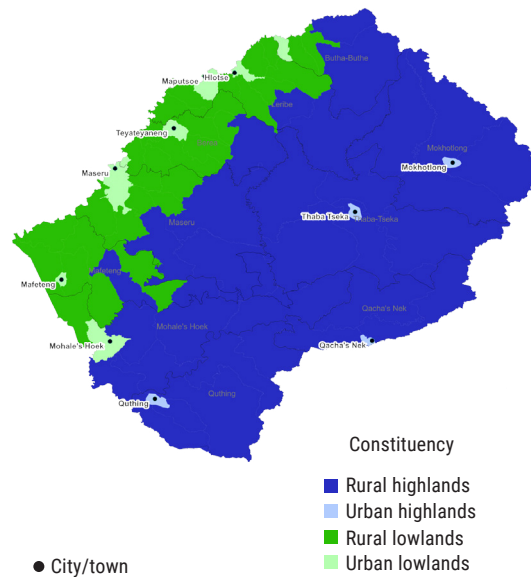 Butha-Buthe
Maputsoe
Hlotse
Leribe
Teyateyaneng
Mokhotlong
Mokhotlong
Maseru
Thaba Tseka
Thaba-Tseka
Maseru
Mafeteng
Mafeteng
Qacha's Nek
Mohale's Hoek
Mohale's Hoek
Qacha's Nek
Quthing
Quthing
Constituency
Rural highlands
Urban highlands
Rural lowlands
Urban lowlands
City/town